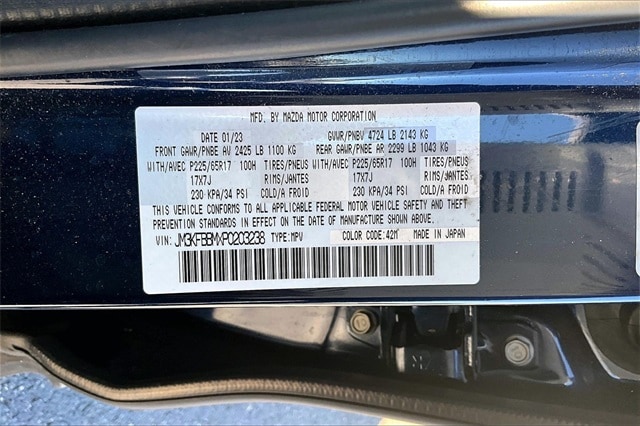 MFD. BY MAZDA MOTOR CORPORATION
DATE 01/23 GVWR/PNBV 4724 LB 2143 KG
FRONT GAWR/PNBE AV 2425 LB 1100 KG REAR GAWR/PNBE AR 2299 LB 1043 KG
WITH/AVEC P225/65R17 100H TIRES/PNEUS WITH/AVEC P225/65R17 100H TIRES/PNEUS
17X7J RIMS/JANTES 17X7J RIMS/JANTES
230 KPA/34 PSI COLD/A FROID 230 KPA/34 PSI COLD/A FROID
THIS VEHICLE CONFORMS TO ALL APPLICABLE FEDERAL MOTOR VEHICLE SAFETY,BUMPER,AND THEFT
PREVENTION STANDARDS IN EFFECT ON THE DATE OF MANUFACTURE SHOWN ABOVE.
VIN: JM3KFBBMXP0203238 TYPE:MPV COLOR CODE: 42M MADE IN JAPAN